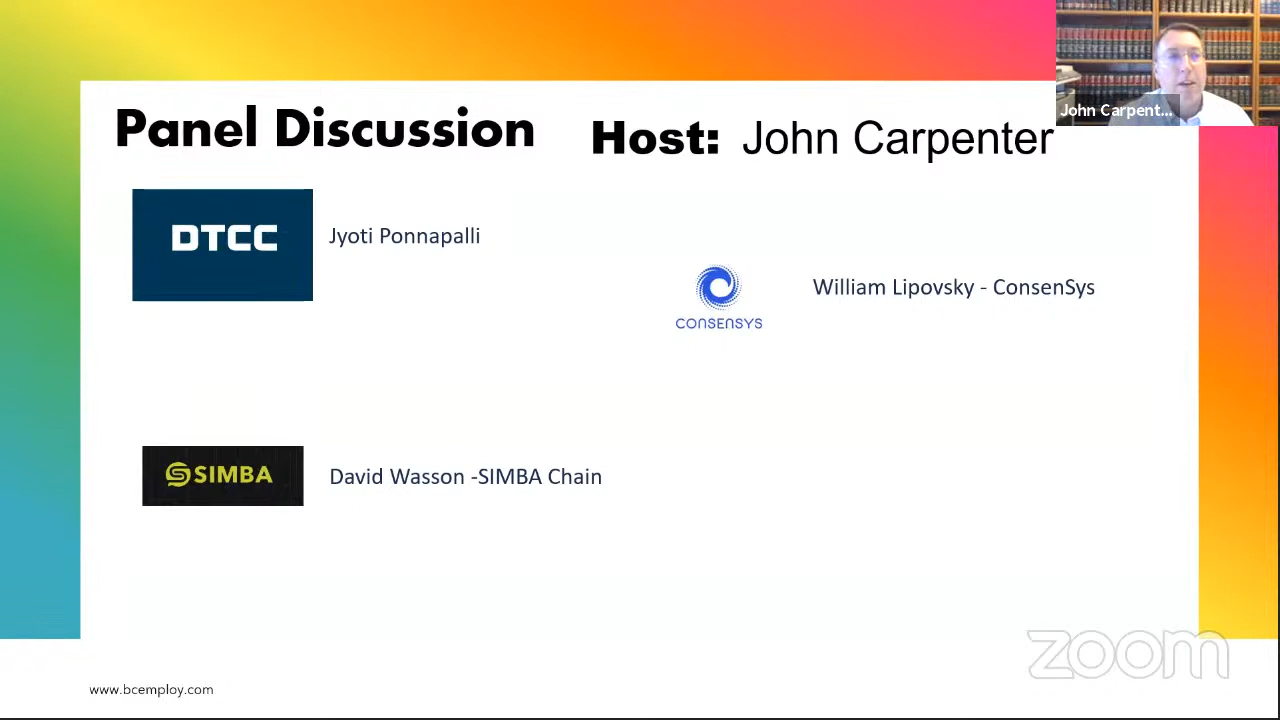 Panel Discussion
Host: John Carpenter
John Carpent...
DTCC
Jyoti Ponnapalli
CONSENSYS
William Lipovsky - ConsenSys
SIMBA
David Wasson -SIMBA Chain
zoom
www.bcemploy.com